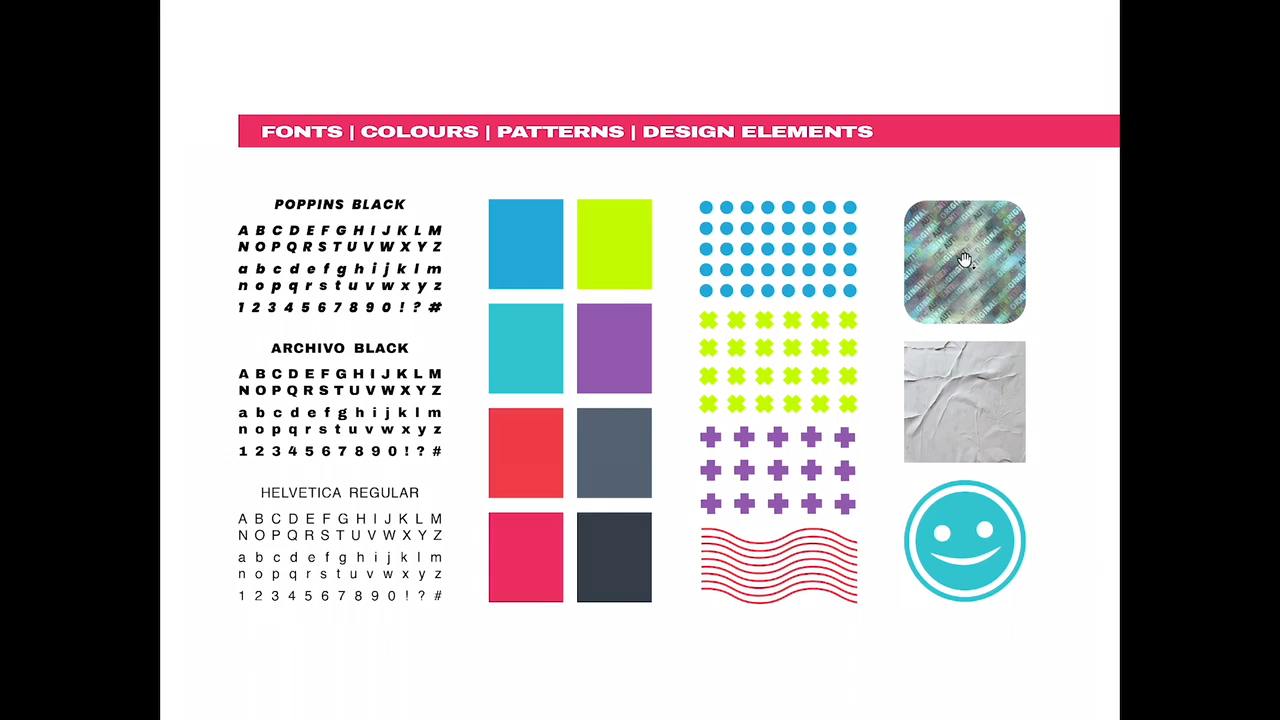 FONTS | COLOURS | PATTERNS | DESIGN ELEMENTS
POPPINS BLACK
A B C D E F G H I J K L M
N O P Q R S T U V W X Y Z
a b c d e f g h i j k l m
n o p q r s t u v w x y z
1 2 3 4 5 6 7 8 9 0 ! ? #
ARCHIVO BLACK
A B C D E F G H I J K L M
N O P Q R S T U V W X Y Z
a b c d e f g h i j k l m
n o p q r s t u v w x y z
1 2 3 4 5 6 7 8 9 0 ! ? #
HELVETICA REGULAR
A B C D E F G H I J K L M
N O P Q R S T U V W X Y Z
a b c d e f g h i j k l m
n o p q r s t u v w x y z
1 2 3 4 5 6 7 8 9 0 ! ? #
ORIGINAL